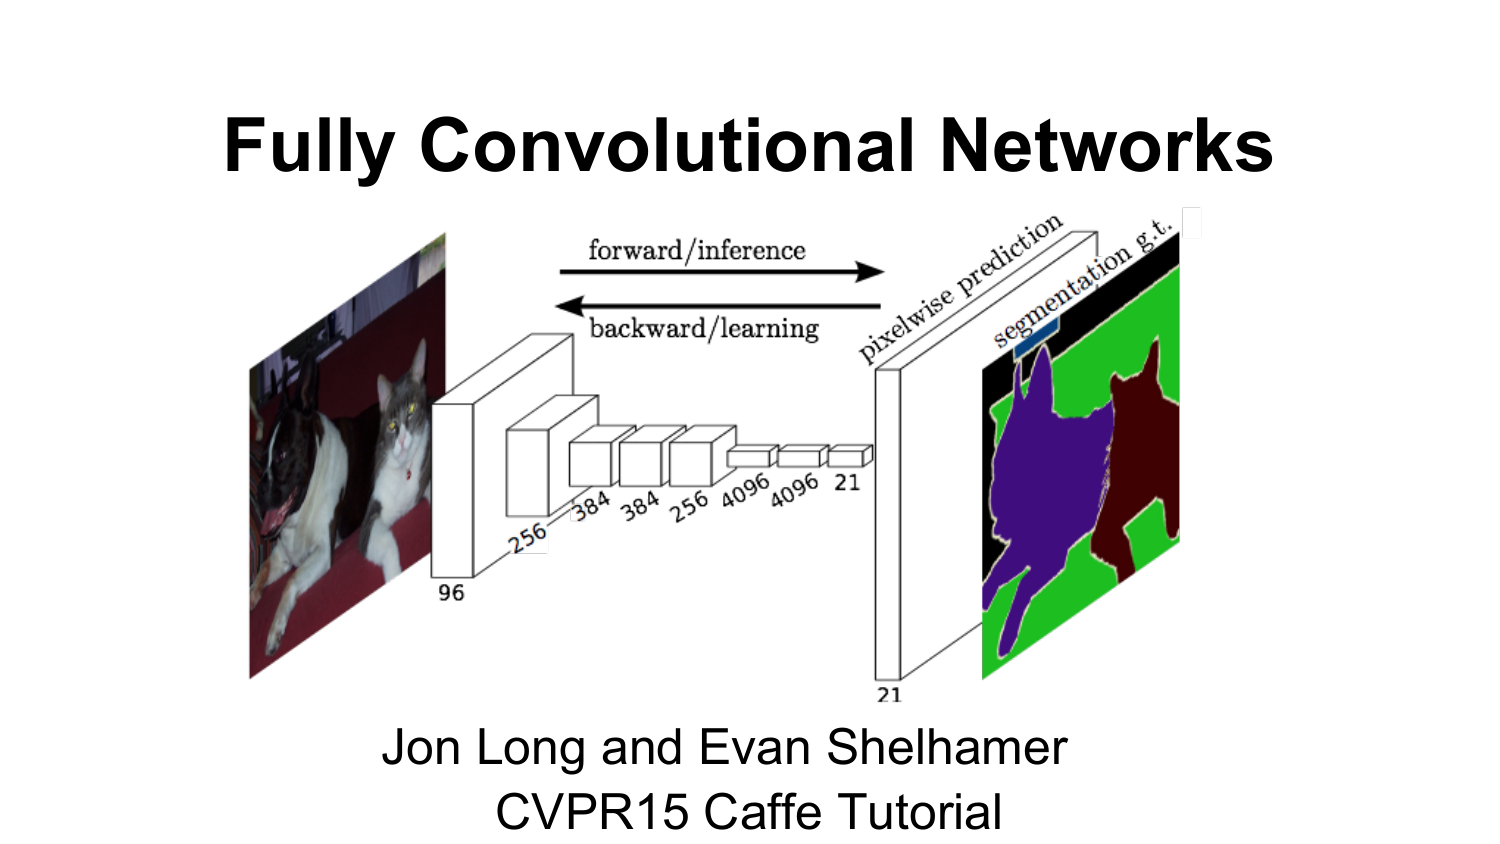 Fully Convolutional Networks
forward/inference
backward/learning
pixelwise prediction
segmentation g.t.
96
256
384
384
256
4096
4096
21
21
Jon Long and Evan Shelhamer
CVPR15 Caffe Tutorial